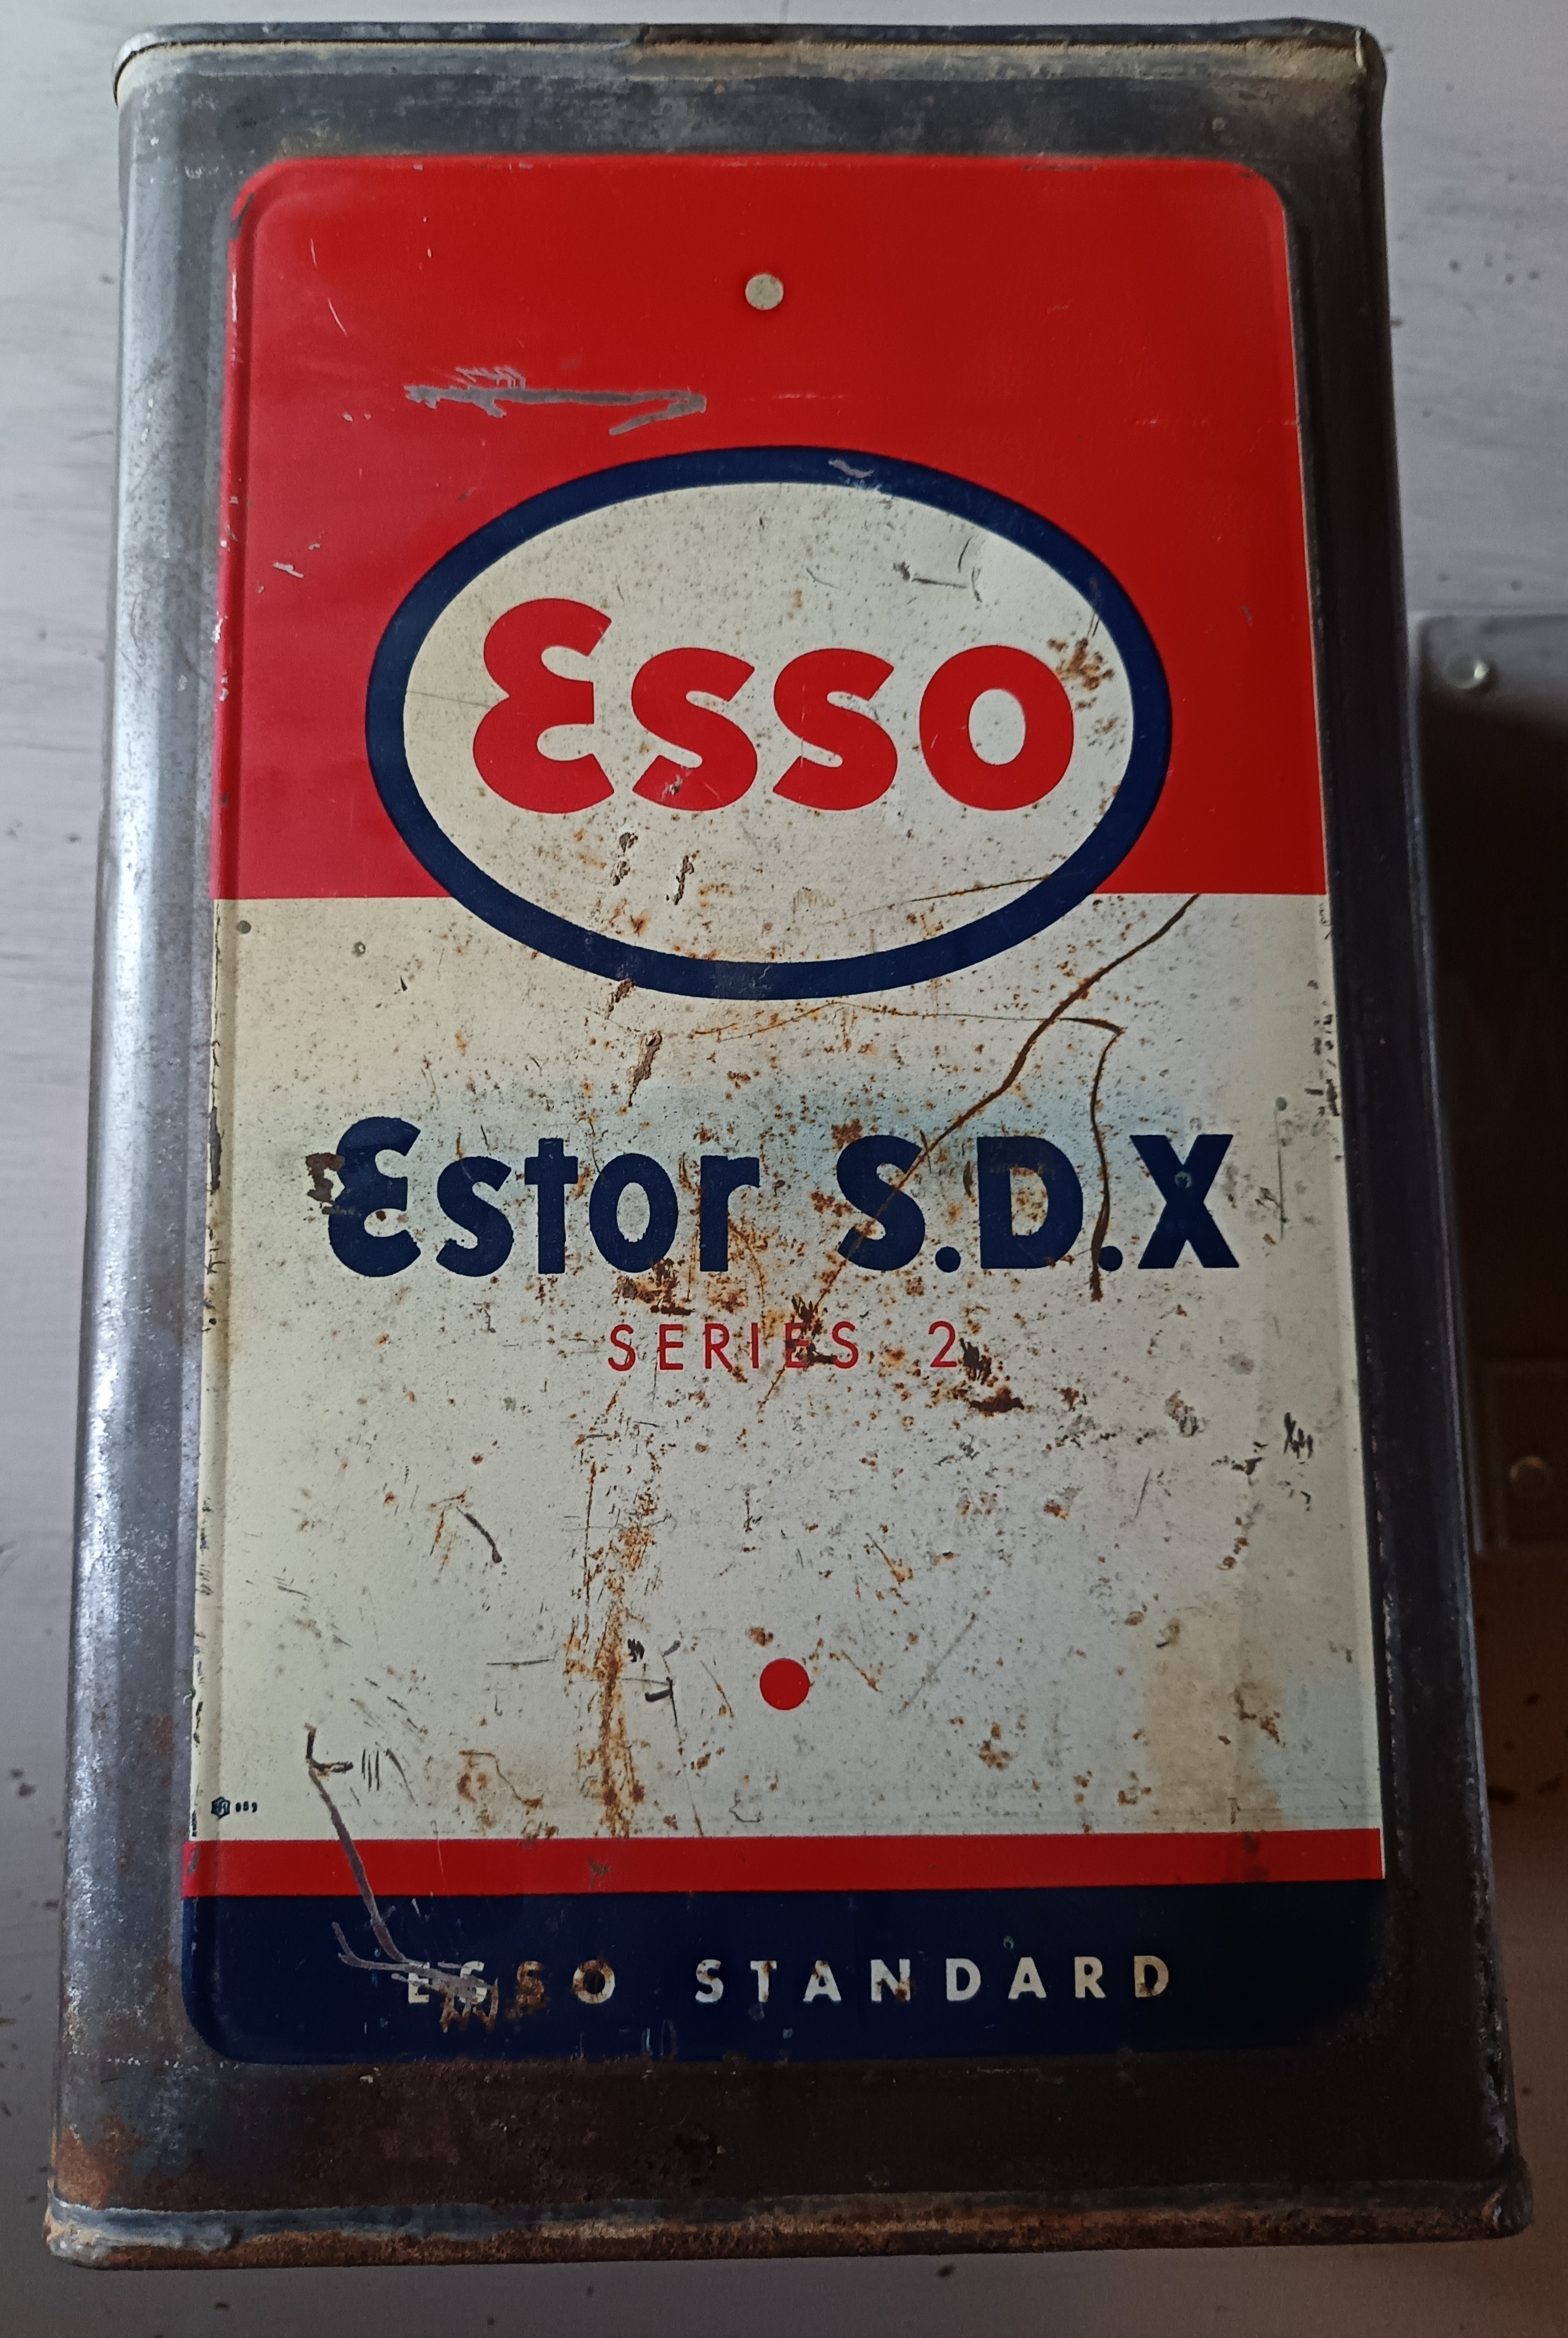 Esso
Estor S.D.X
SERIES 2
ESSO STANDARD